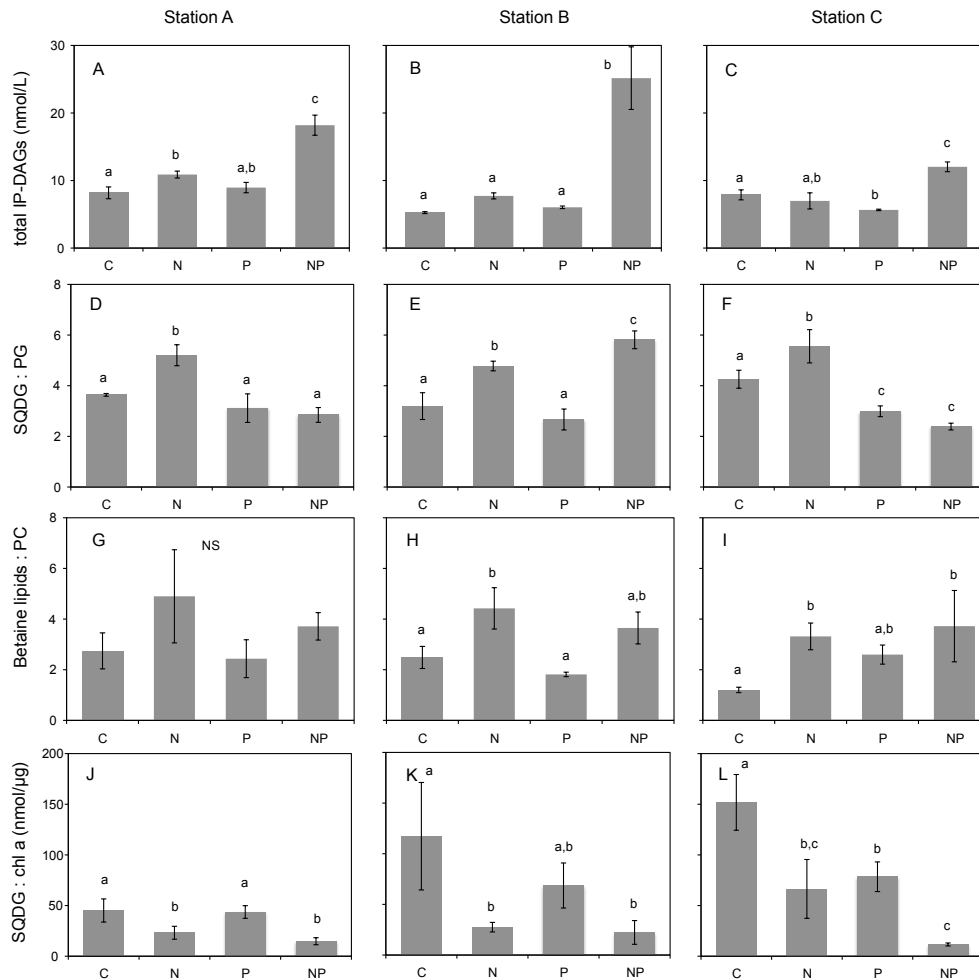 Station A Station B Station C
total IP-DAGs (nmol/L)
30
20
10
0
A
a b a,b c
C N P NP
B
a a a b
C N P NP
C
a a,b b c
C N P NP
SQDG : PG
8
6
4
2
0
D
a b a a
C N P NP
E
a b a c
C N P NP
F
a b c c
C N P NP
Betaine lipids : PC
8
6
4
2
0
G
NS
C N P NP
H
a b a a,b
C N P NP
I
a b a,b b
C N P NP
SQDG : chl a (nmol/µg)
200
150
100
50
0
J
a b a b
C N P NP
K
a b a,b b
C N P NP
L
a b,c b c
C N P NP